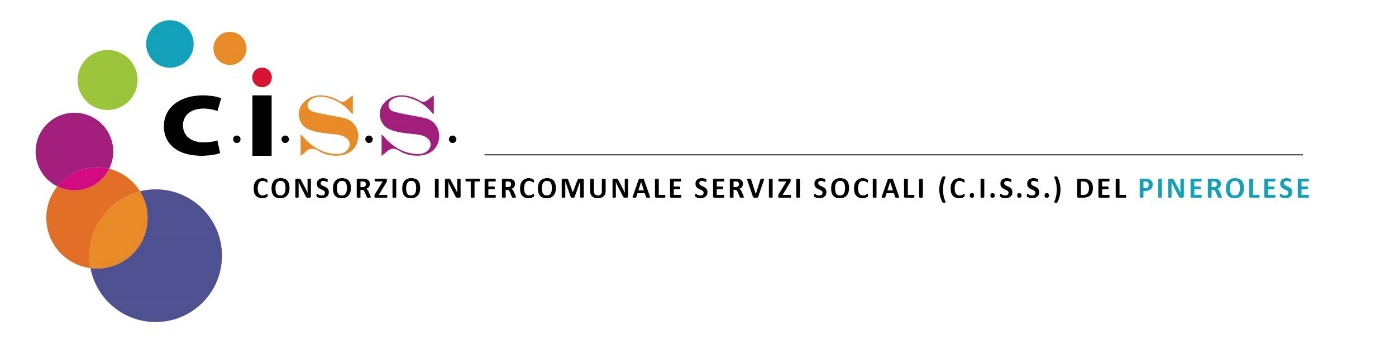 c.i.s.s.
CONSORZIO INTERCOMUNALE SERVIZI SOCIALI (C.I.S.S.) DEL PINEROLESE